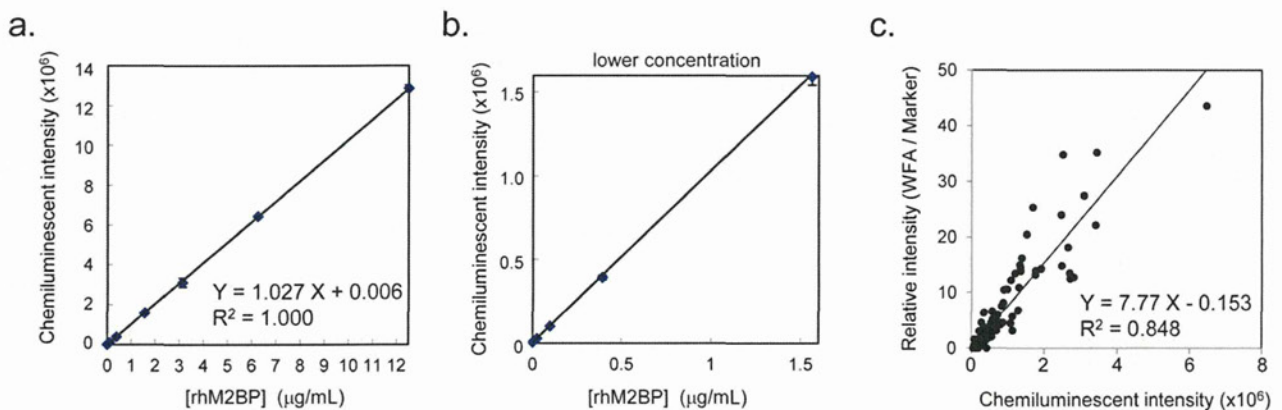 a.
Chemiluminescent intensity (x10⁶)
14
12
10
8
6
4
2
0
0 1 2 3 4 5 6 7 8 9 10 11 12
[rhM2BP] (µg/mL)
Y = 1.027 X + 0.006
R² = 1.000
b.
lower concentration
Chemiluminescent intensity (x10⁶)
1.5
1.0
0.5
0
0 0.5 1 1.5
[rhM2BP] (µg/mL)
c.
Relative intensity (WFA / Marker)
50
40
30
20
10
0
2 4 6 8
Chemiluminescent intensity (x10⁶)
Y = 7.77 X - 0.153
R² = 0.848